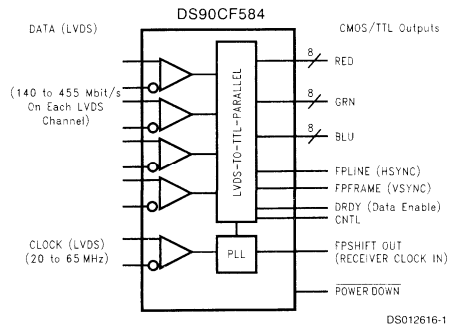 DS90CF584
DATA (LVDS)
CMOS/TTL Outputs
(140 to 455 Mbit/s
On Each LVDS
Channel)
LVDS-TO-TTL-PARALLEL
8
RED
8
GRN
8
BLU
FPLINE (HSYNC)
FPFRAME (VSYNC)
DRDY (Data Enable)
CNTL
CLOCK (LVDS)
(20 to 65 MHz)
PLL
FPSHIFT OUT
(RECEIVER CLOCK IN)
POWER DOWN
DS012616-1